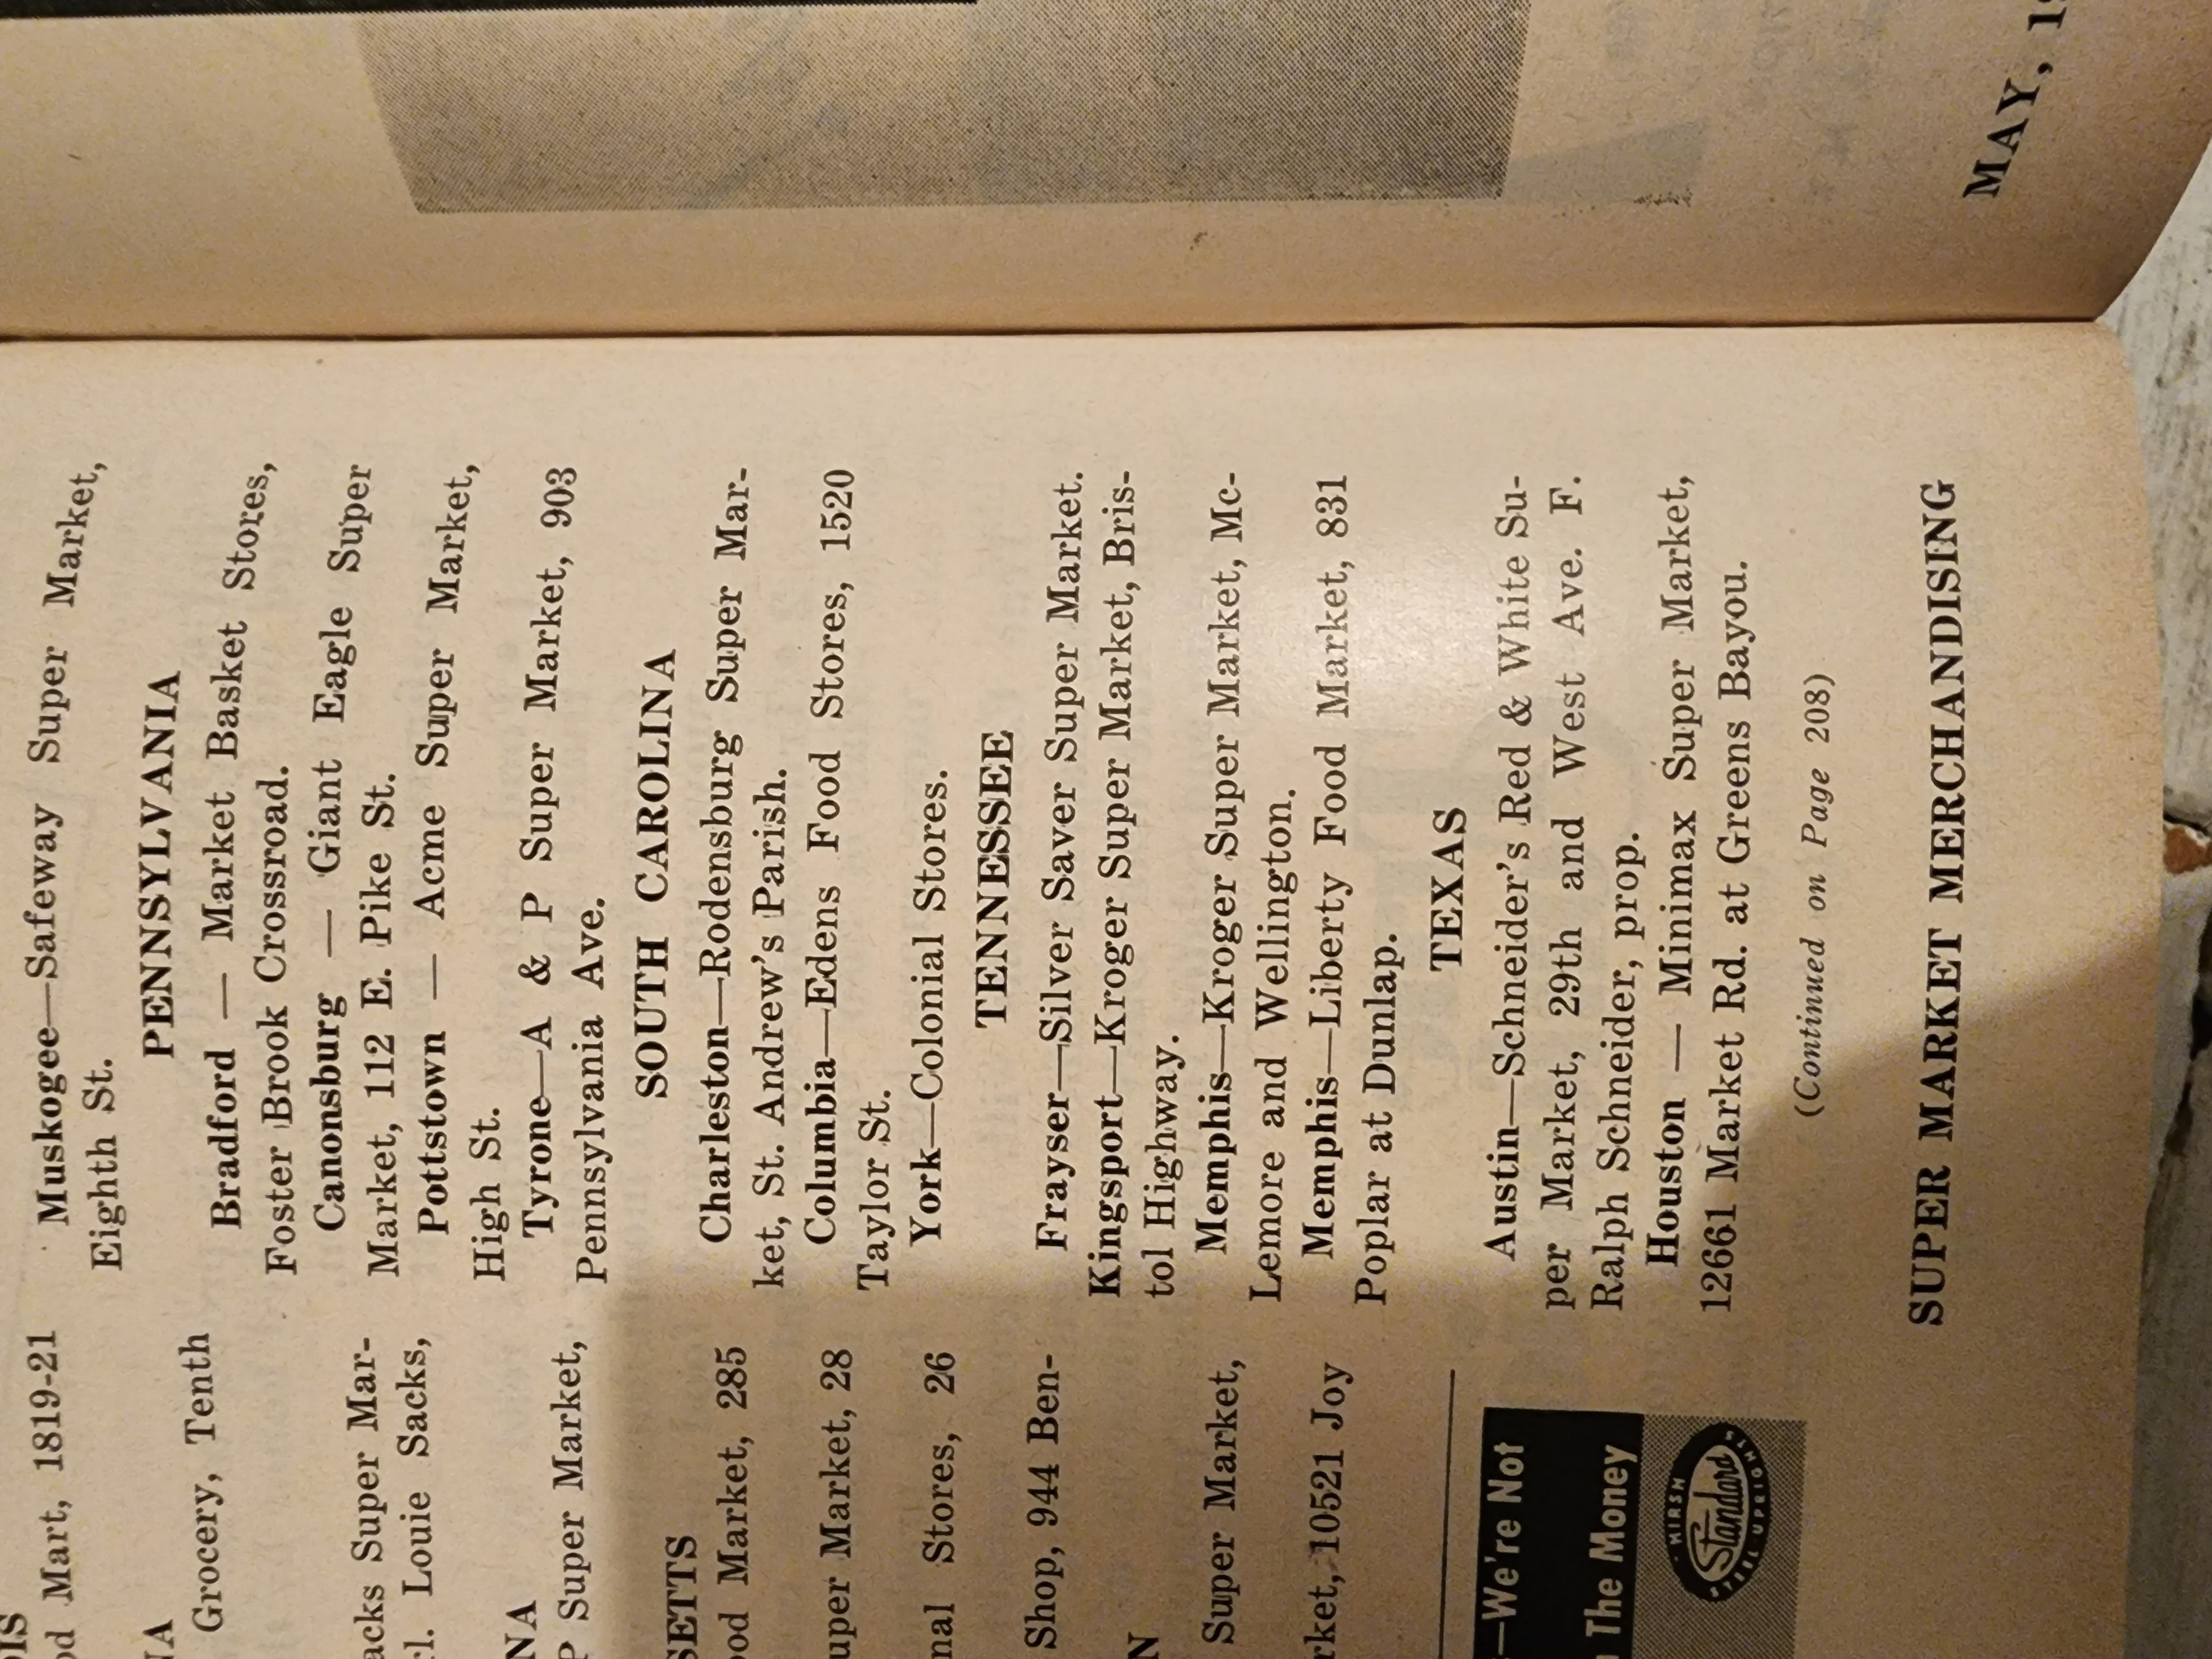 OIS
od Mart, 1819-21
NA
Grocery, Tenth
acks Super Mar-
rl. Louie Sacks,
NA
P Super Market,
SETTS
ood Market, 285
uper Market, 28
nal Stores, 26
Shop, 944 Ben-
N
Super Market,
rket, 10521 Joy
—We're Not
The Money
HIRSH
Standard
STEEL UPRIGHTS
Muskogee—Safeway Super Market,
Eighth St.
PENNSYLVANIA
Bradford — Market Basket Stores,
Foster Brook Crossroad.
Canonsburg — Giant Eagle Super
Market, 112 E. Pike St.
Pottstown — Acme Super Market,
High St.
Tyrone—A & P Super Market, 903
Pennsylvania Ave.
SOUTH CAROLINA
Charleston—Rodensburg Super Mar-
ket, St. Andrew's Parish.
Columbia—Edens Food Stores, 1520
Taylor St.
York—Colonial Stores.
TENNESSEE
Frayser—Silver Saver Super Market.
Kingsport—Kroger Super Market, Bris-
tol Highway.
Memphis—Kroger Super Market, Mc-
Lemore and Wellington.
Memphis—Liberty Food Market, 831
Poplar at Dunlap.
TEXAS
Austin—Schneider's Red & White Su-
per Market, 29th and West Ave. F.
Ralph Schneider, prop.
Houston — Minimax Super Market,
12661 Market Rd. at Greens Bayou.
(Continued on Page 208)
SUPER MARKET MERCHANDISING
MAY, 19